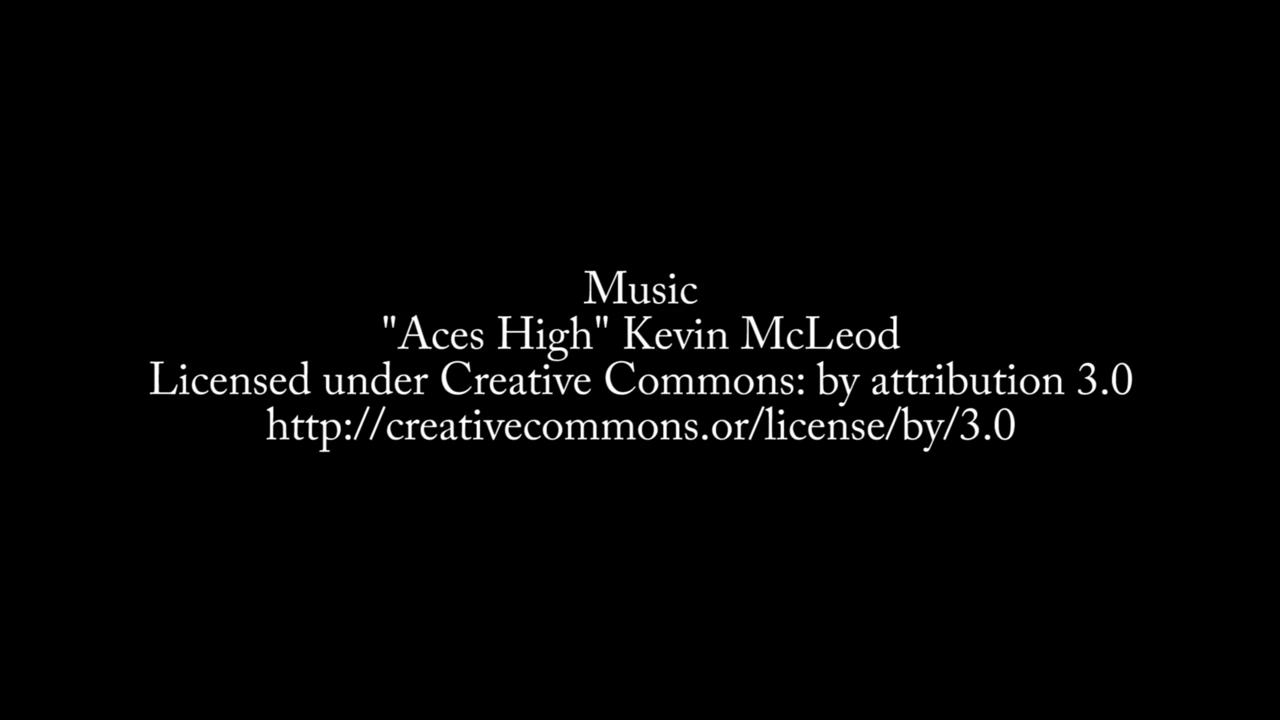 Music
"Aces High" Kevin McLeod
Licensed under Creative Commons: by attribution 3.0
http://creativecommons.or/license/by/3.0